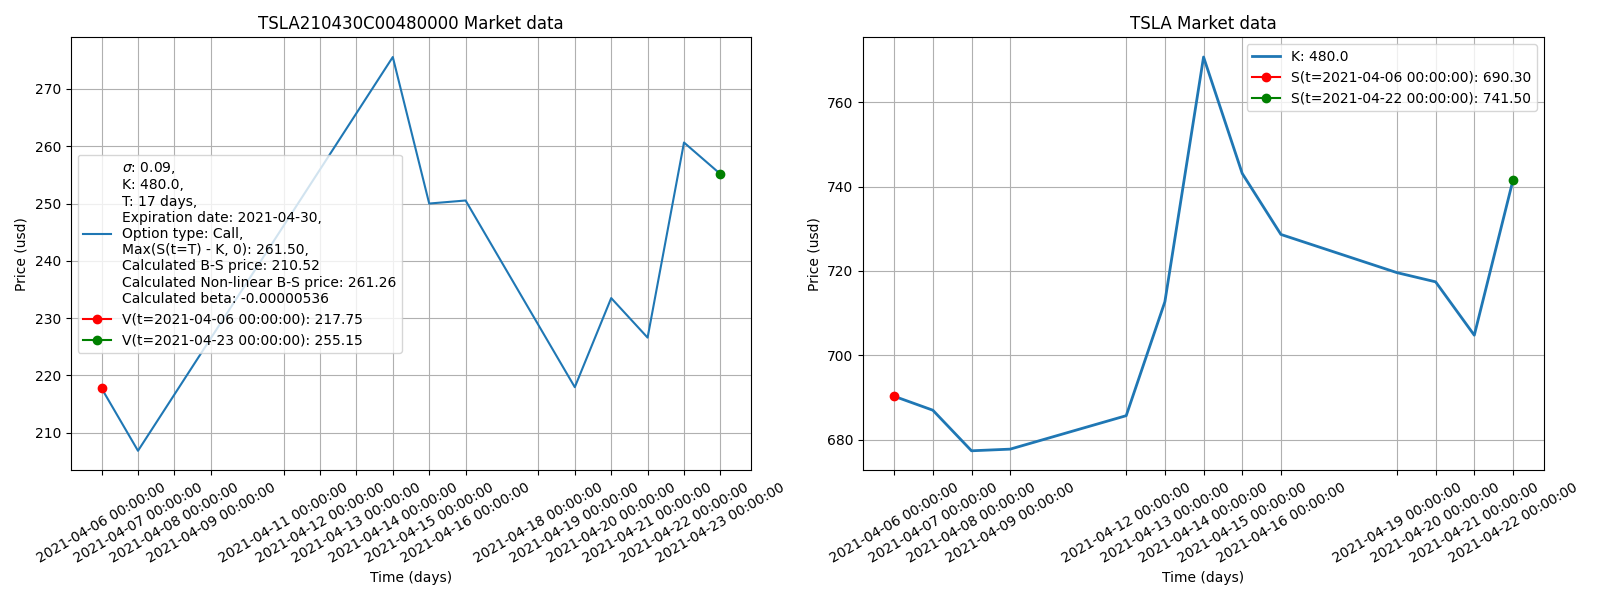 TSLA210430C00480000 Market data
Price (usd)
270
260
250
240
230
220
210
σ: 0.09,
K: 480.0,
T: 17 days,
Expiration date: 2021-04-30,
Option type: Call,
Max(S(t=T) - K, 0): 261.50,
Calculated B-S price: 210.52
Calculated Non-linear B-S price: 261.26
Calculated beta: -0.00000536
V(t=2021-04-06 00:00:00): 217.75
V(t=2021-04-23 00:00:00): 255.15
2021-04-06 00:00:00
2021-04-07 00:00:00
2021-04-08 00:00:00
2021-04-09 00:00:00
2021-04-11 00:00:00
2021-04-12 00:00:00
2021-04-13 00:00:00
2021-04-14 00:00:00
2021-04-15 00:00:00
2021-04-16 00:00:00
2021-04-18 00:00:00
2021-04-19 00:00:00
2021-04-20 00:00:00
2021-04-21 00:00:00
2021-04-22 00:00:00
2021-04-23 00:00:00
Time (days)
TSLA Market data
Price (usd)
760
740
720
700
680
K: 480.0
S(t=2021-04-06 00:00:00): 690.30
S(t=2021-04-22 00:00:00): 741.50
2021-04-06 00:00:00
2021-04-07 00:00:00
2021-04-08 00:00:00
2021-04-09 00:00:00
2021-04-12 00:00:00
2021-04-13 00:00:00
2021-04-14 00:00:00
2021-04-15 00:00:00
2021-04-16 00:00:00
2021-04-19 00:00:00
2021-04-20 00:00:00
2021-04-21 00:00:00
2021-04-22 00:00:00
Time (days)